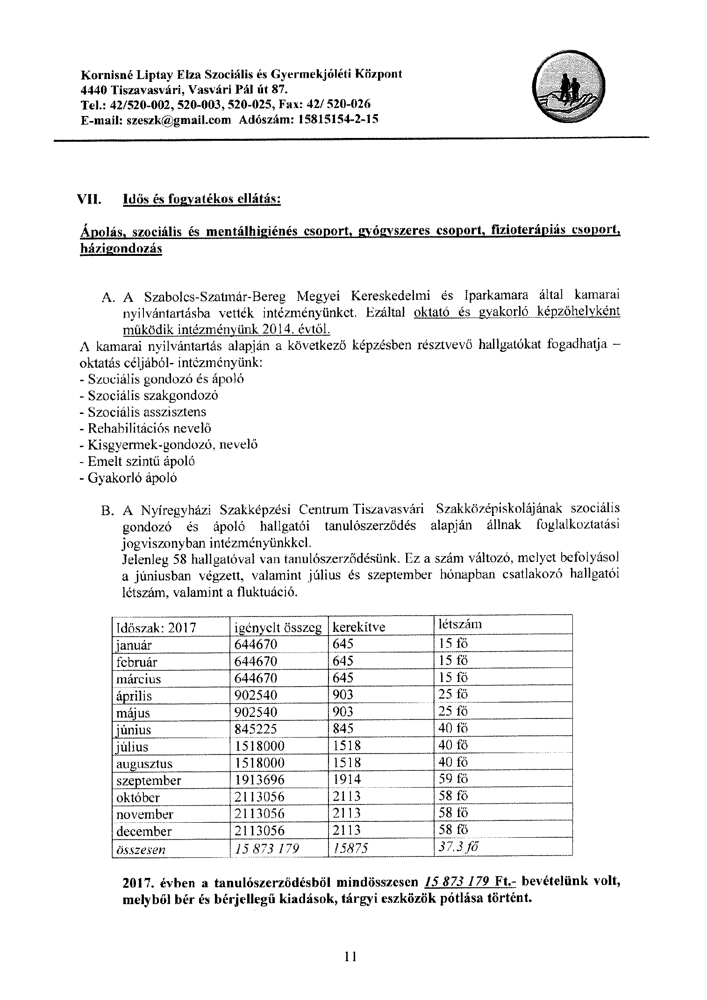 Kornisné Liptay Elza Szociális és Gyermekjóléti Központ
4440 Tiszavasvári, Vasvári Pál út 87.
Tel.: 42/520-002, 520-003, 520-025, Fax: 42/ 520-026
E-mail: szeszk@gmail.com Adószám: 15815154-2-15
VII. Idős és fogyatékos ellátás:
Ápolás, szociális és mentálhigiénés csoport, gyógyszeres csoport, fizioterápiás csoport,
házigondozás
A. A Szabolcs-Szatmár-Bereg Megyei Kereskedelmi és Iparkamara által kamarai
nyilvántartásba vették intézményünket. Ezáltal oktató és gyakorló képzőhelyként
működik intézményünk 2014. évtől.
A kamarai nyilvántartás alapján a következő képzésben résztvevő hallgatókat fogadhatja –
oktatás céljából- intézményünk:
- Szociális gondozó és ápoló
- Szociális szakgondozó
- Szociális asszisztens
- Rehabilitációs nevelő
- Kisgyermek-gondozó, nevelő
- Emelt szintű ápoló
- Gyakorló ápoló
B. A Nyíregyházi Szakképzési Centrum Tiszavasvári Szakközépiskolájának szociális
gondozó és ápoló hallgatói tanulószerződés alapján állnak foglalkoztatási
jogviszonyban intézményünkkel.
Jelenleg 58 hallgatóval van tanulószerződésünk. Ez a szám változó, melyet befolyásol
a júniusban végzett, valamint július és szeptember hónapban csatlakozó hallgatói
létszám, valamint a fluktuáció.
Időszak: 2017 igényelt összeg kerekítve létszám
január 644670 645 15 fő
február 644670 645 15 fő
március 644670 645 15 fő
április 902540 903 25 fő
május 902540 903 25 fő
június 845225 845 40 fő
július 1518000 1518 40 fő
augusztus 1518000 1518 40 fő
szeptember 1913696 1914 59 fő
október 2113056 2113 58 fő
november 2113056 2113 58 fő
december 2113056 2113 58 fő
összesen 15 873 179 15875 37.3 fő
2017. évben a tanulószerződésből mindösszesen 15 873 179 Ft.- bevételünk volt,
melyből bér és bérjellegű kiadások, tárgyi eszközök pótlása történt.
11